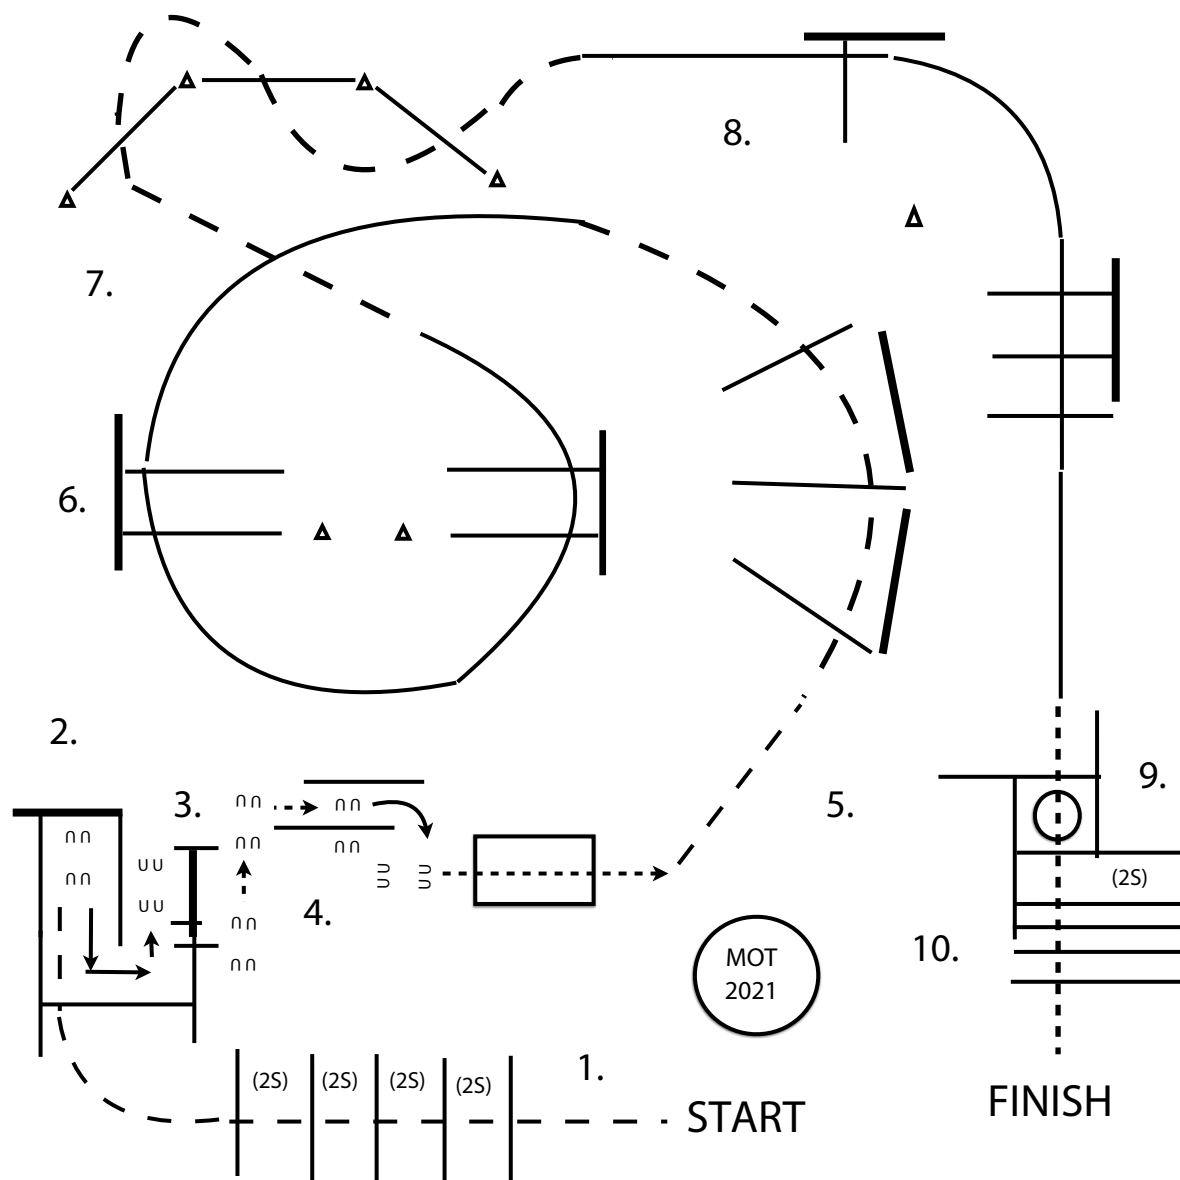 8.
7.
6.
2.
3.
5.
9.
4.
(2S)
10.
MOT
2021
1.
(2S)
(2S)
(2S)
(2S)
START
FINISH